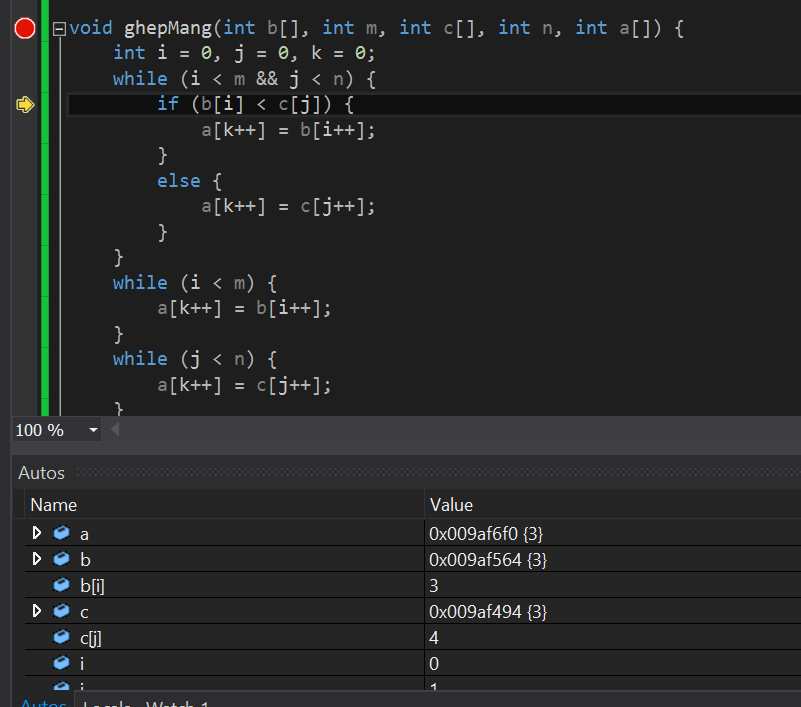 void ghepMang(int b[], int m, int c[], int n, int a[]) {
    int i = 0, j = 0, k = 0;
    while (i < m && j < n) {
        if (b[i] < c[j]) {
            a[k++] = b[i++];
        }
        else {
            a[k++] = c[j++];
        }
    }
    while (i < m) {
        a[k++] = b[i++];
    }
    while (j < n) {
        a[k++] = c[j++];
    }
100 %
Autos
Name Value
a 0x009af6f0 {3}
b 0x009af564 {3}
b[i] 3
c 0x009af494 {3}
c[j] 4
i 0
j 1
Autos Locals Watch 1